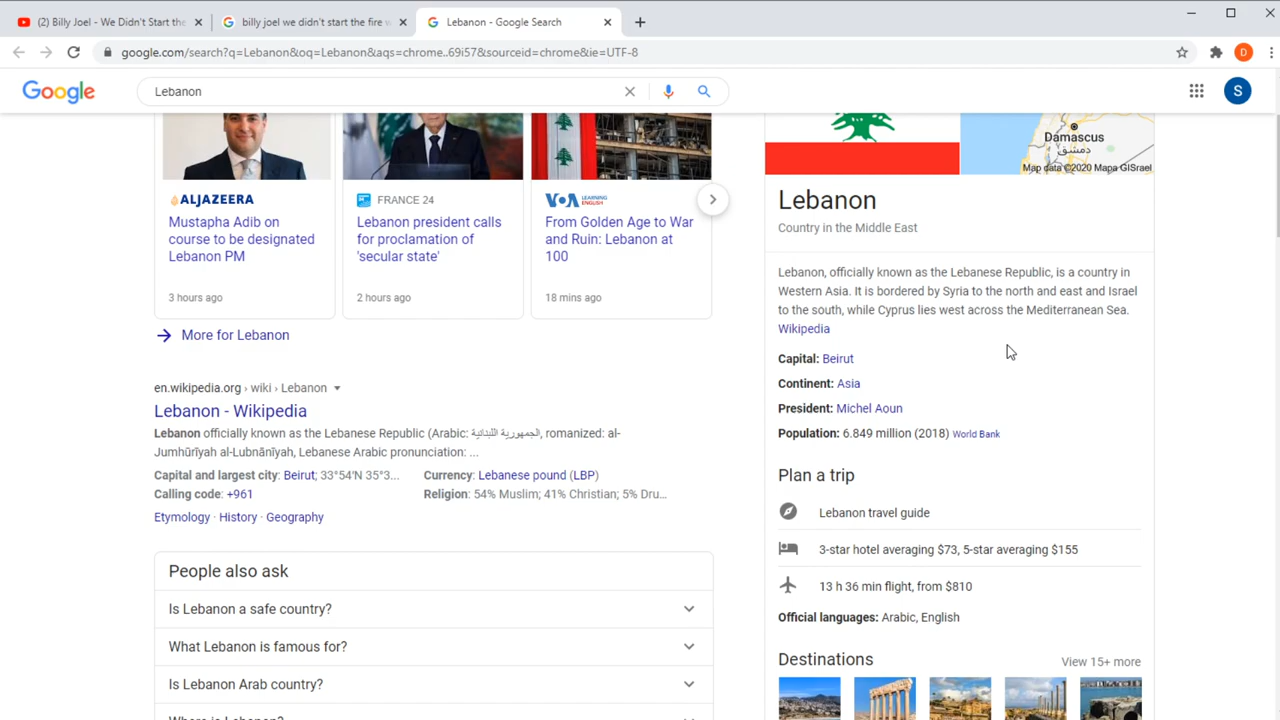 (2) Billy Joel - We Didn't Start the
billy joel we didn't start the fire w
Lebanon - Google Search
google.com/search?q=Lebanon&oq=Lebanon&aqs=chrome..69i57&sourceid=chrome&ie=UTF-8
D
Google
Lebanon
S
Damascus
دمشق
Map data ©2020 Mapa GISrael
ALJAZEERA
Mustapha Adib on
course to be designated
Lebanon PM
3 hours ago
FRANCE 24
Lebanon president calls
for proclamation of
'secular state'
2 hours ago
VOA LEARNING ENGLISH
From Golden Age to War
and Ruin: Lebanon at
100
18 mins ago
More for Lebanon
en.wikipedia.org › wiki › Lebanon
Lebanon - Wikipedia
Lebanon officially known as the Lebanese Republic (Arabic: الجمهورية اللبنانية, romanized: al-
Jumhūrīyah al-Lubnānīyah, Lebanese Arabic pronunciation: ...
Capital and largest city: Beirut; 33°54′N 35°3...
Currency: Lebanese pound (LBP)
Calling code: +961
Religion: 54% Muslim; 41% Christian; 5% Dru...
Etymology · History · Geography
People also ask
Is Lebanon a safe country?
What Lebanon is famous for?
Is Lebanon Arab country?
Where is Lebanon?
Lebanon
Country in the Middle East
Lebanon, officially known as the Lebanese Republic, is a country in
Western Asia. It is bordered by Syria to the north and east and Israel
to the south, while Cyprus lies west across the Mediterranean Sea.
Wikipedia
Capital: Beirut
Continent: Asia
President: Michel Aoun
Population: 6.849 million (2018) World Bank
Plan a trip
Lebanon travel guide
3-star hotel averaging $73, 5-star averaging $155
13 h 36 min flight, from $810
Official languages: Arabic, English
Destinations
View 15+ more